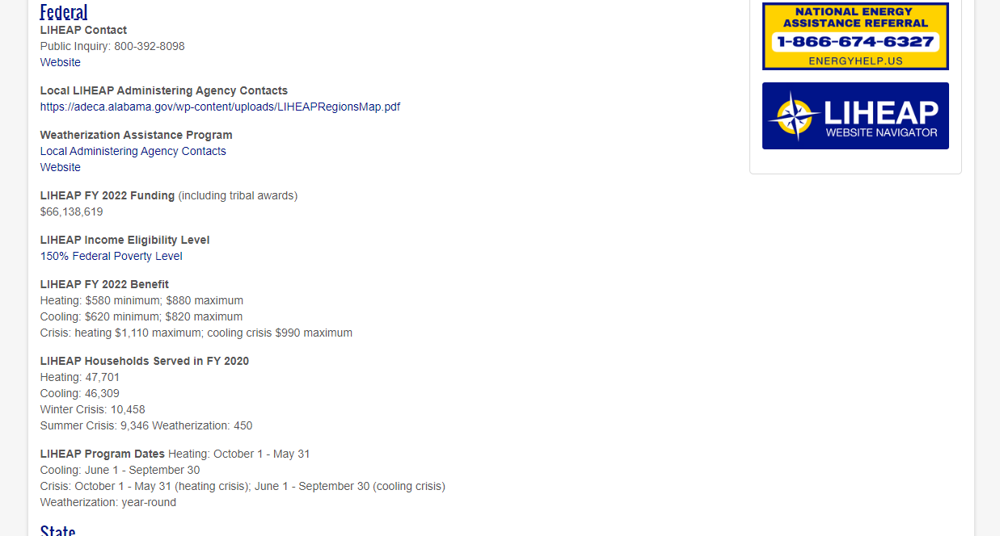 Federal
LIHEAP Contact
Public Inquiry: 800-392-8098
Website
Local LIHEAP Administering Agency Contacts
https://adeca.alabama.gov/wp-content/uploads/LIHEAPRegionsMap.pdf
Weatherization Assistance Program
Local Administering Agency Contacts
Website
LIHEAP FY 2022 Funding (including tribal awards)
$66,138,619
LIHEAP Income Eligibility Level
150% Federal Poverty Level
LIHEAP FY 2022 Benefit
Heating: $580 minimum; $880 maximum
Cooling: $620 minimum; $820 maximum
Crisis: heating $1,110 maximum; cooling crisis $990 maximum
LIHEAP Households Served in FY 2020
Heating: 47,701
Cooling: 46,309
Winter Crisis: 10,458
Summer Crisis: 9,346 Weatherization: 450
LIHEAP Program Dates Heating: October 1 - May 31
Cooling: June 1 - September 30
Crisis: October 1 - May 31 (heating crisis); June 1 - September 30 (cooling crisis)
Weatherization: year-round
State
NATIONAL ENERGY
ASSISTANCE REFERRAL
1-866-674-6327
ENERGYHELP.US
LIHEAP
WEBSITE NAVIGATOR